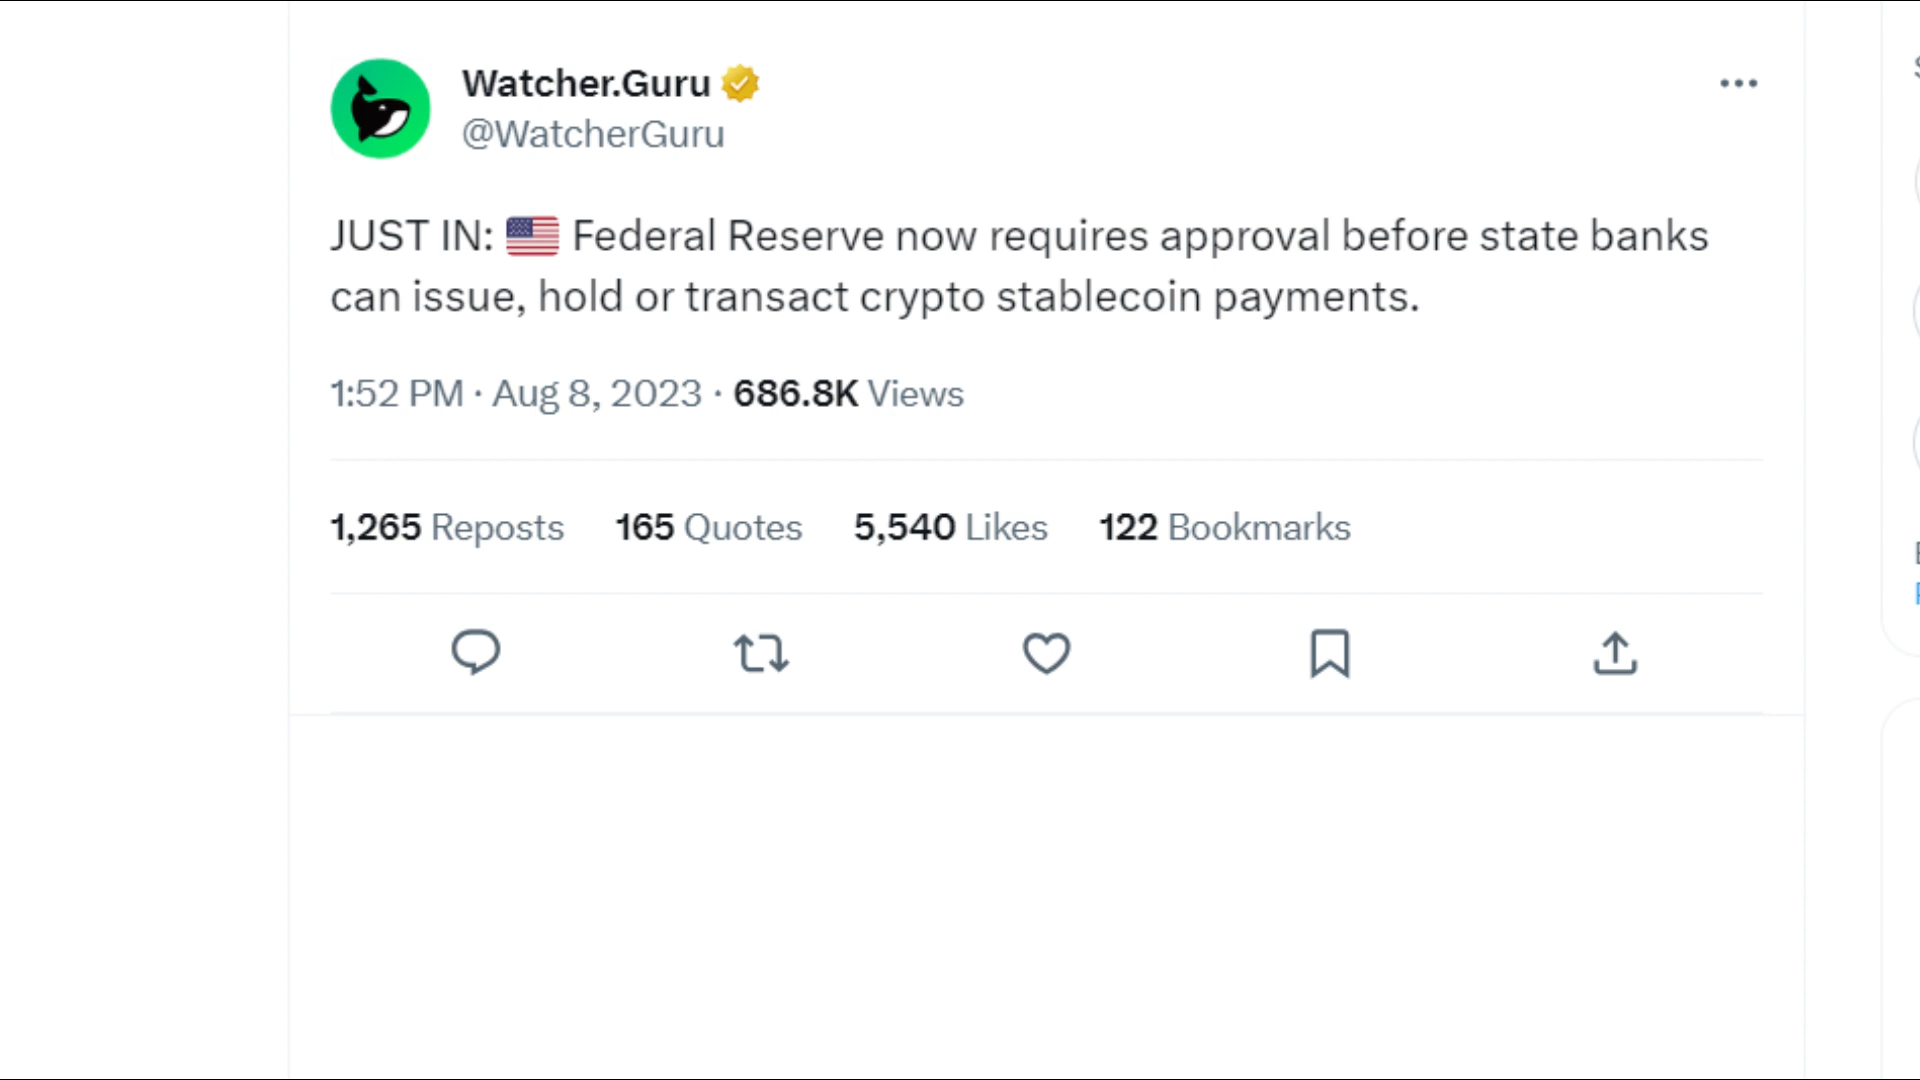 Watcher.Guru
@WatcherGuru
JUST IN: 🇺🇸 Federal Reserve now requires approval before state banks
can issue, hold or transact crypto stablecoin payments.
1:52 PM · Aug 8, 2023 · 686.8K Views
1,265 Reposts 165 Quotes 5,540 Likes 122 Bookmarks